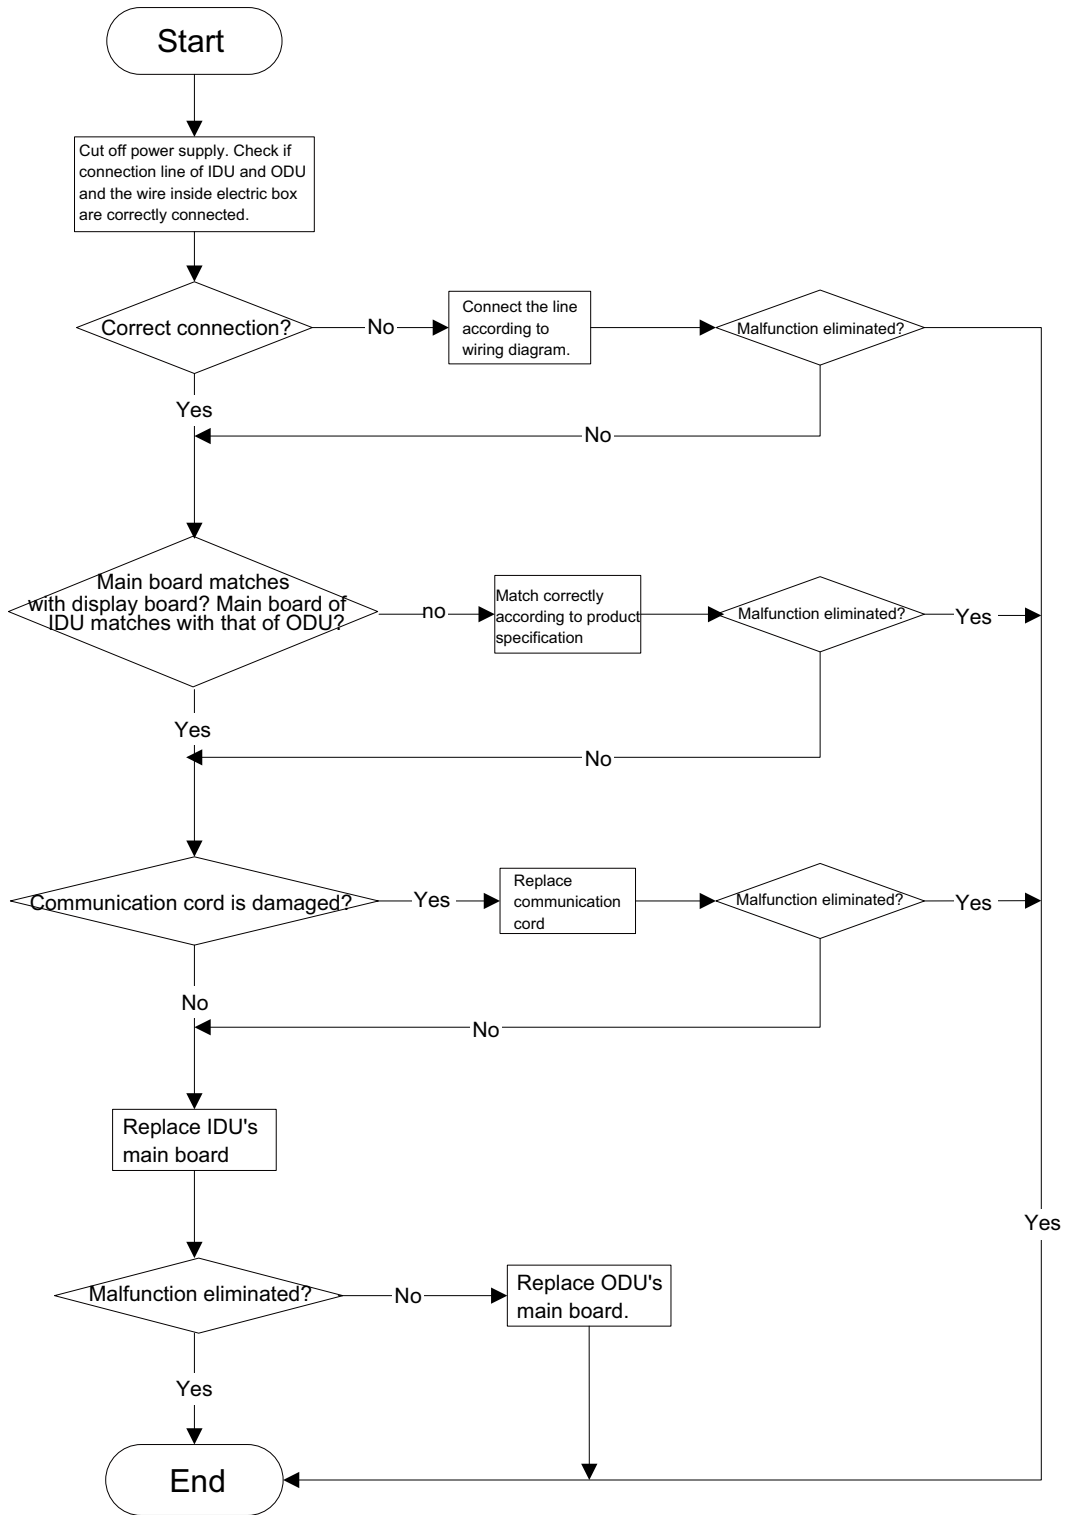 Start
Cut off power supply. Check if
connection line of IDU and ODU
and the wire inside electric box
are correctly connected.
Correct connection?
No
Connect the line
according to
wiring diagram.
Malfunction eliminated?
Yes
No
Main board matches
with display board? Main board of
IDU matches with that of ODU?
no
Match correctly
according to product
specification
Malfunction eliminated?
Yes
Yes
No
Communication cord is damaged?
Yes
Replace
communication
cord
Malfunction eliminated?
Yes
No
No
Replace IDU's
main board
Yes
Malfunction eliminated?
No
Replace ODU's
main board.
Yes
End